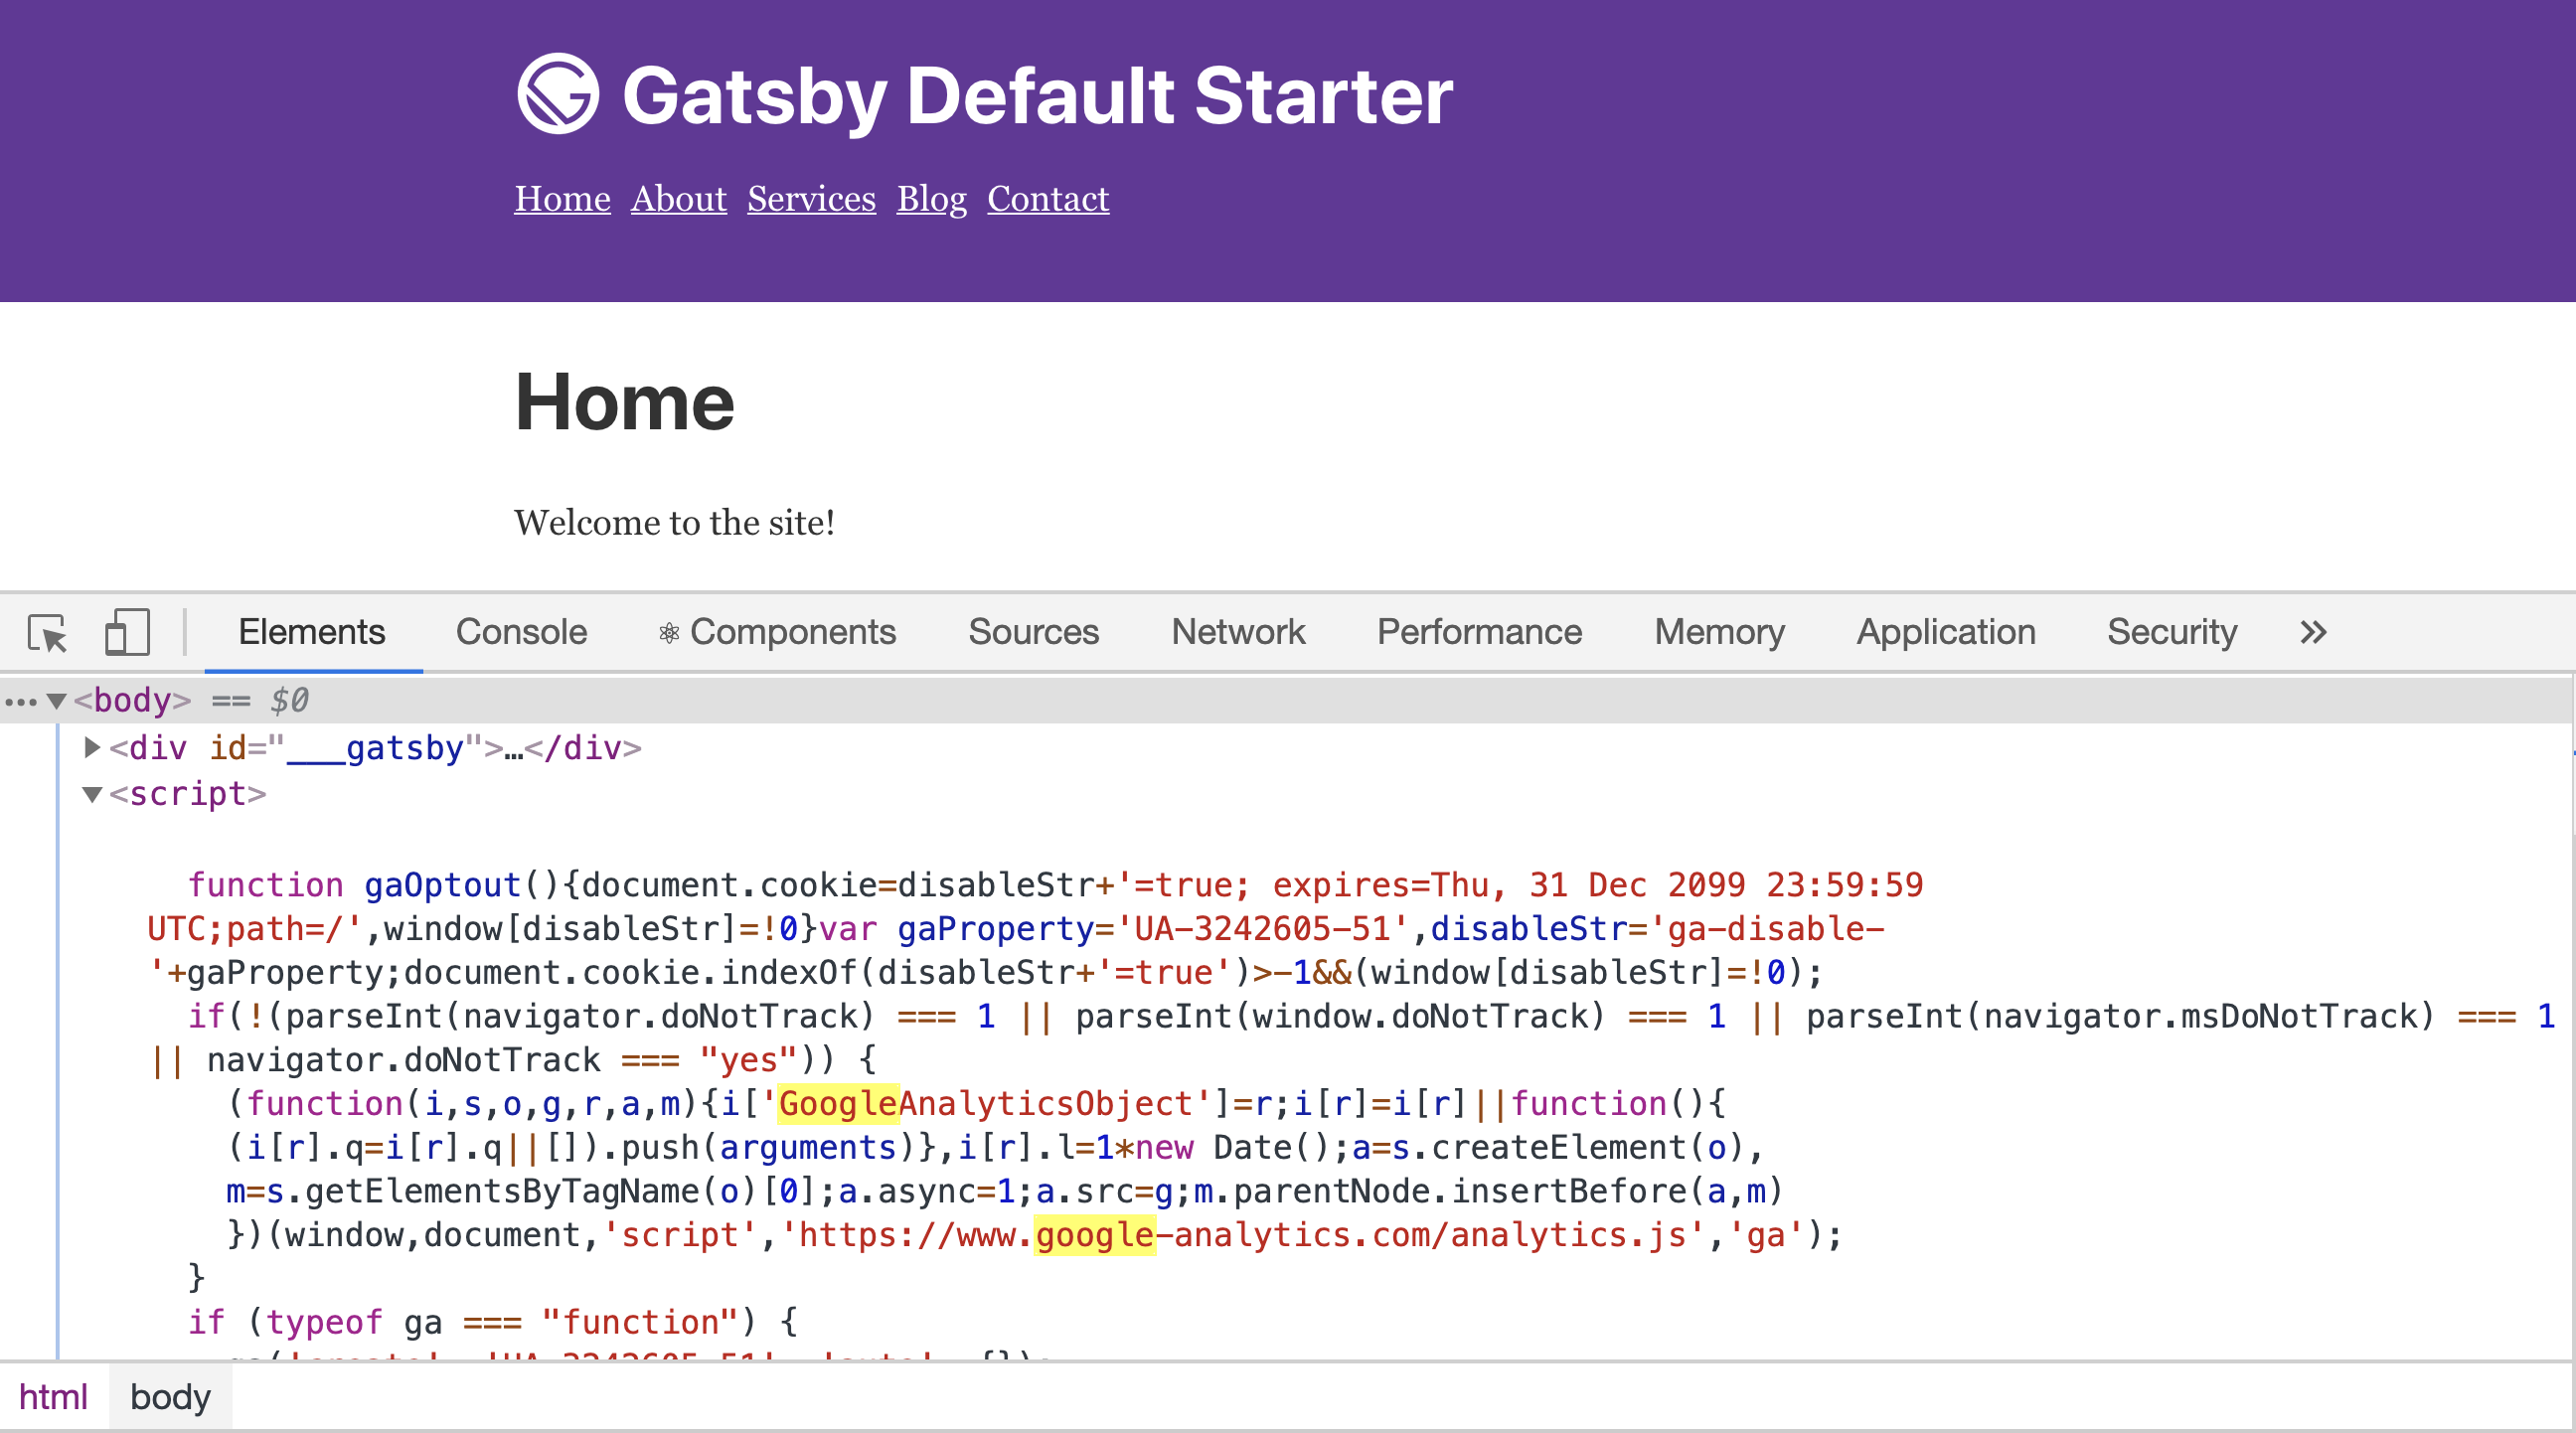 Gatsby Default Starter
Home About Services Blog Contact
Home
Welcome to the site!
Elements Console Components Sources Network Performance Memory Application Security
<body> == $0
<div id="___gatsby">…</div>
<script>
function gaOptout(){document.cookie=disableStr+'=true; expires=Thu, 31 Dec 2099 23:59:59
UTC;path=/',window[disableStr]=!0}var gaProperty='UA-3242605-51',disableStr='ga-disable-
'+gaProperty;document.cookie.indexOf(disableStr+'=true')>-1&&(window[disableStr]=!0);
if(!(parseInt(navigator.doNotTrack) === 1 || parseInt(window.doNotTrack) === 1 || parseInt(navigator.msDoNotTrack) === 1
|| navigator.doNotTrack === "yes")) {
(function(i,s,o,g,r,a,m){i['GoogleAnalyticsObject']=r;i[r]=i[r]||function(){
(i[r].q=i[r].q||[]).push(arguments)},i[r].l=1*new Date();a=s.createElement(o),
m=s.getElementsByTagName(o)[0];a.async=1;a.src=g;m.parentNode.insertBefore(a,m)
})(window,document,'script','https://www.google-analytics.com/analytics.js','ga');
}
if (typeof ga === "function") {
html body